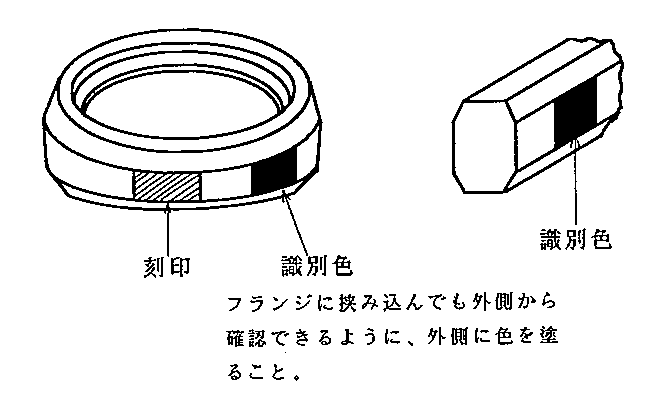 刻印
識別色
識別色
フランジに挟み込んでも外側から
確認できるように、外側に色を塗
ること。